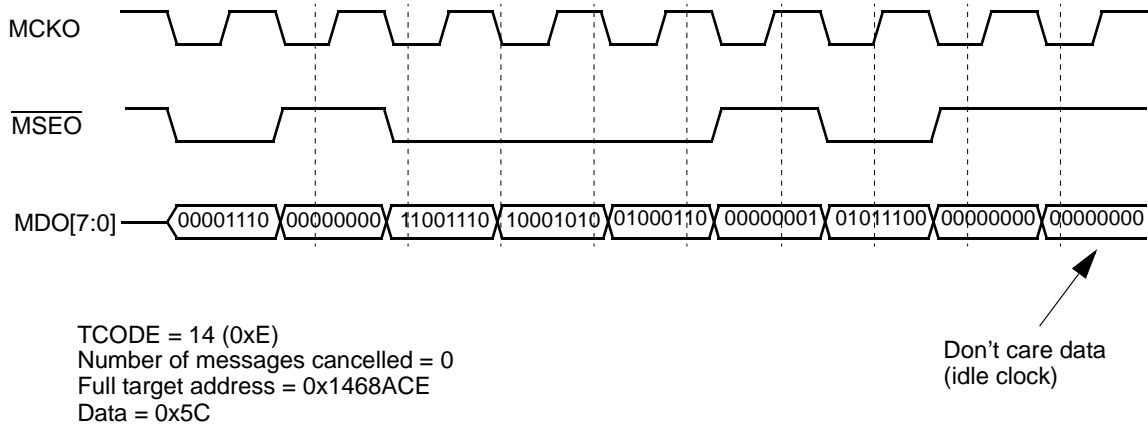 MCKO
MSEO
MDO[7:0] 00001110 00000000 11001110 10001010 01000110 00000001 01011100 00000000 00000000
TCODE = 14 (0xE)
Number of messages cancelled = 0
Full target address = 0x1468ACE
Data = 0x5C
Don't care data
(idle clock)